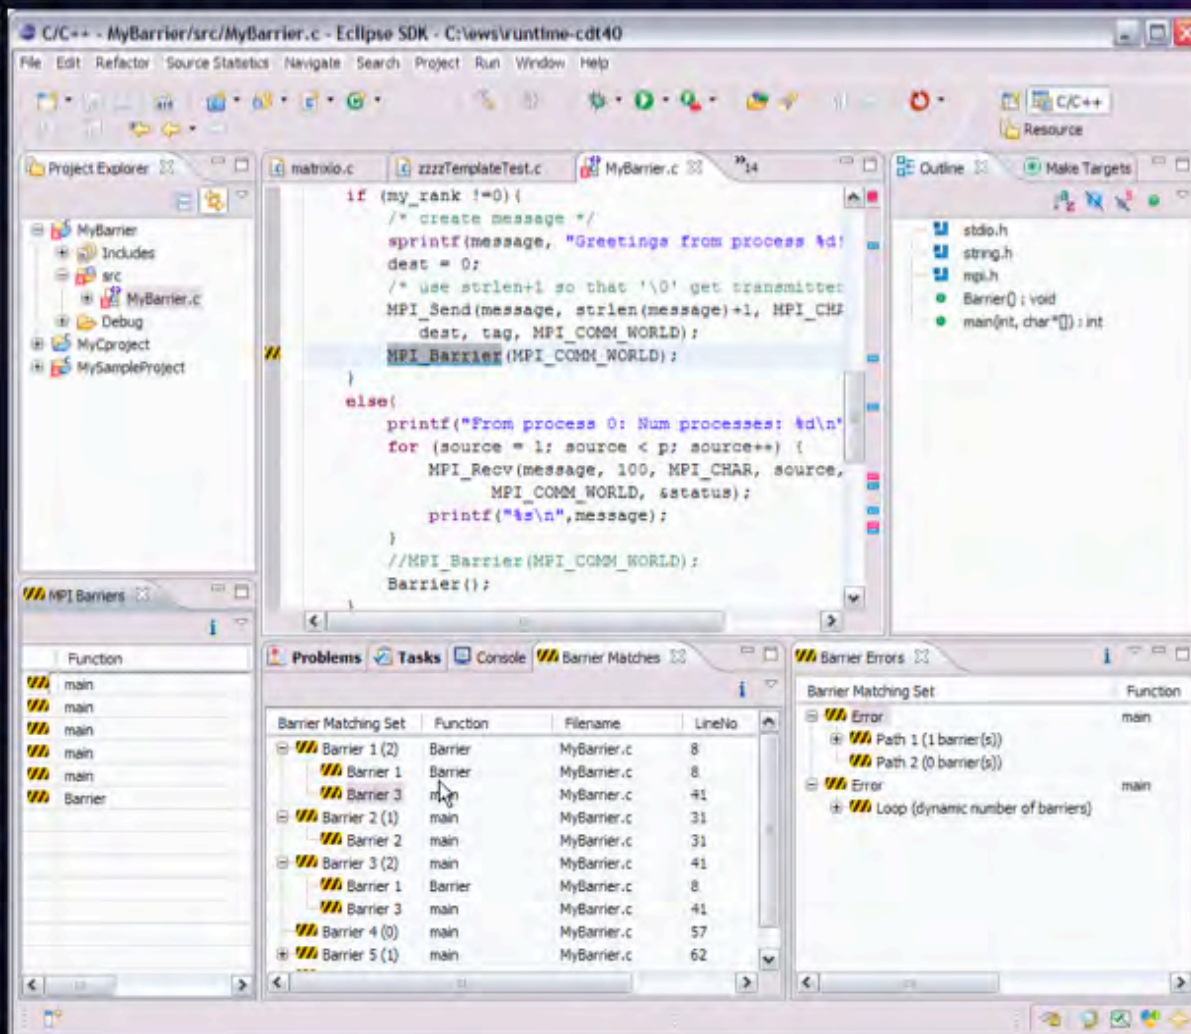 C/C++ - MyBarrier/src/MyBarrier.c - Eclipse SDK - C:\ews\runtime-cdt40
File Edit Refactor Source Statistics Navigate Search Project Run Window Help
C/C++
Resource
Project Explorer
MyBarrier
Includes
src
MyBarrier.c
Debug
MyCproject
MySampleProject
matrixio.c zzzzTemplateTest.c MyBarrier.c »14
if (my_rank !=0){
/* create message */
sprintf(message, "Greetings from process %d!
dest = 0;
/* use strlen+1 so that '\0' get transmitted
MPI_Send(message, strlen(message)+1, MPI_CHA
dest, tag, MPI_COMM_WORLD);
MPI_Barrier(MPI_COMM_WORLD);
}
else{
printf("From process 0: Num processes: %d\n"
for (source = 1; source < p; source++) {
MPI_Recv(message, 100, MPI_CHAR, source,
MPI_COMM_WORLD, &status);
printf("%s\n",message);
}
//MPI_Barrier(MPI_COMM_WORLD);
Barrier();
}
Outline Make Targets
stdio.h
string.h
mpi.h
Barrier() : void
main(int, char*[]) : int
MPI Barriers
Function
main
main
main
main
main
Barrier
Problems Tasks Console Barrier Matches
Barrier Matching Set Function Filename LineNo
Barrier 1 (2) Barrier MyBarrier.c 8
Barrier 1 Barrier MyBarrier.c 8
Barrier 3 main MyBarrier.c 41
Barrier 2 (1) main MyBarrier.c 31
Barrier 2 main MyBarrier.c 31
Barrier 3 (2) main MyBarrier.c 41
Barrier 1 Barrier MyBarrier.c 8
Barrier 3 main MyBarrier.c 41
Barrier 4 (0) main MyBarrier.c 57
Barrier 5 (1) main MyBarrier.c 62
Barrier Errors
Barrier Matching Set Function
Error main
Path 1 (1 barrier(s))
Path 2 (0 barrier(s))
Error main
Loop (dynamic number of barriers)